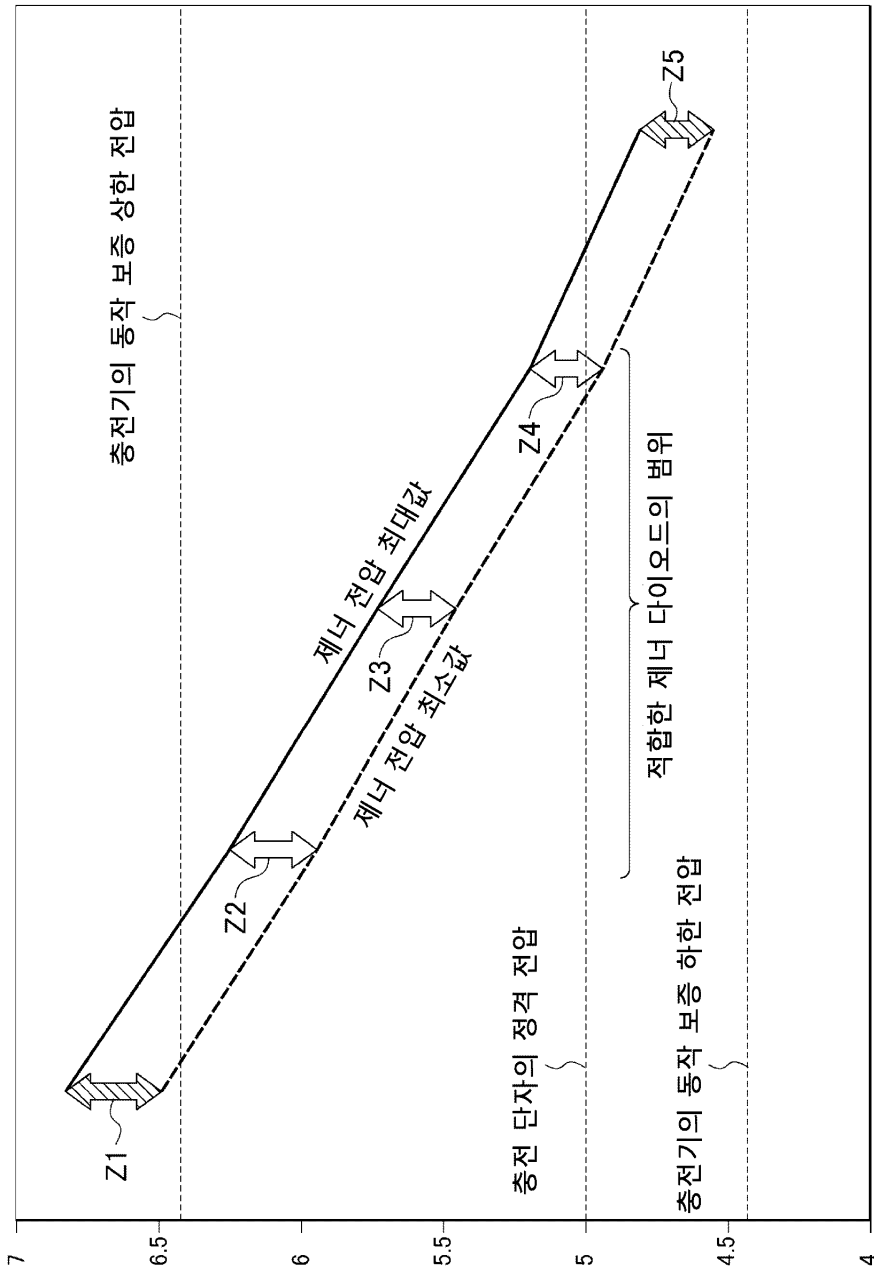 충전기의 동작 보증 상한 전압
제너 전압 최대값
제너 전압 최소값
Z1
Z2
Z3
Z4
Z5
충전 단자의 정격 전압
적합한 제너 다이오드의 범위
충전기의 동작 보증 하한 전압
7
6.5
6
5.5
5
4.5
4